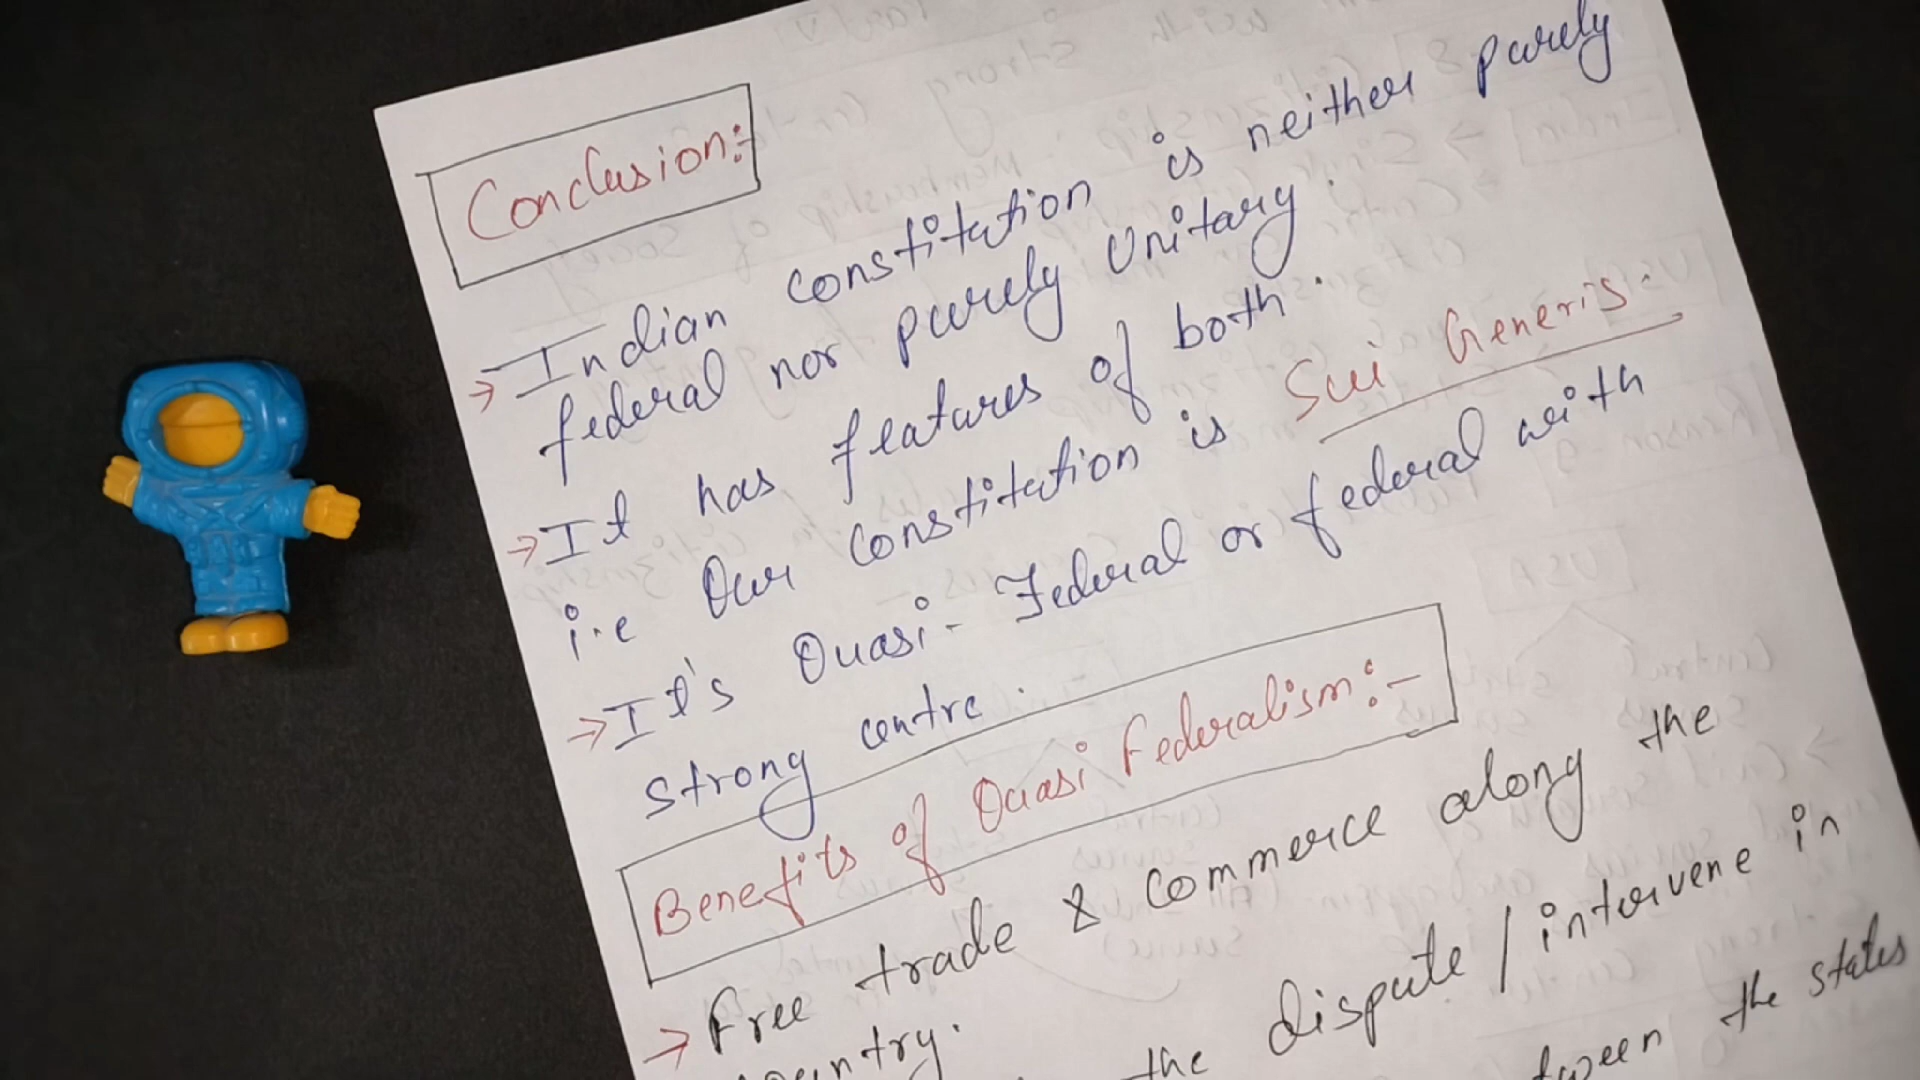 Conclusion:-
→ Indian constitution is neither purely
federal nor purely Unitary.
→ It has features of both.
i.e Our constitution is Sui Generis.
→ It's Quasi-Federal or federal with
strong centre.
Benefits of Quasi Federalism:-
→ Free trade & Commerce along the
country.
the dispute / intervene in
the states